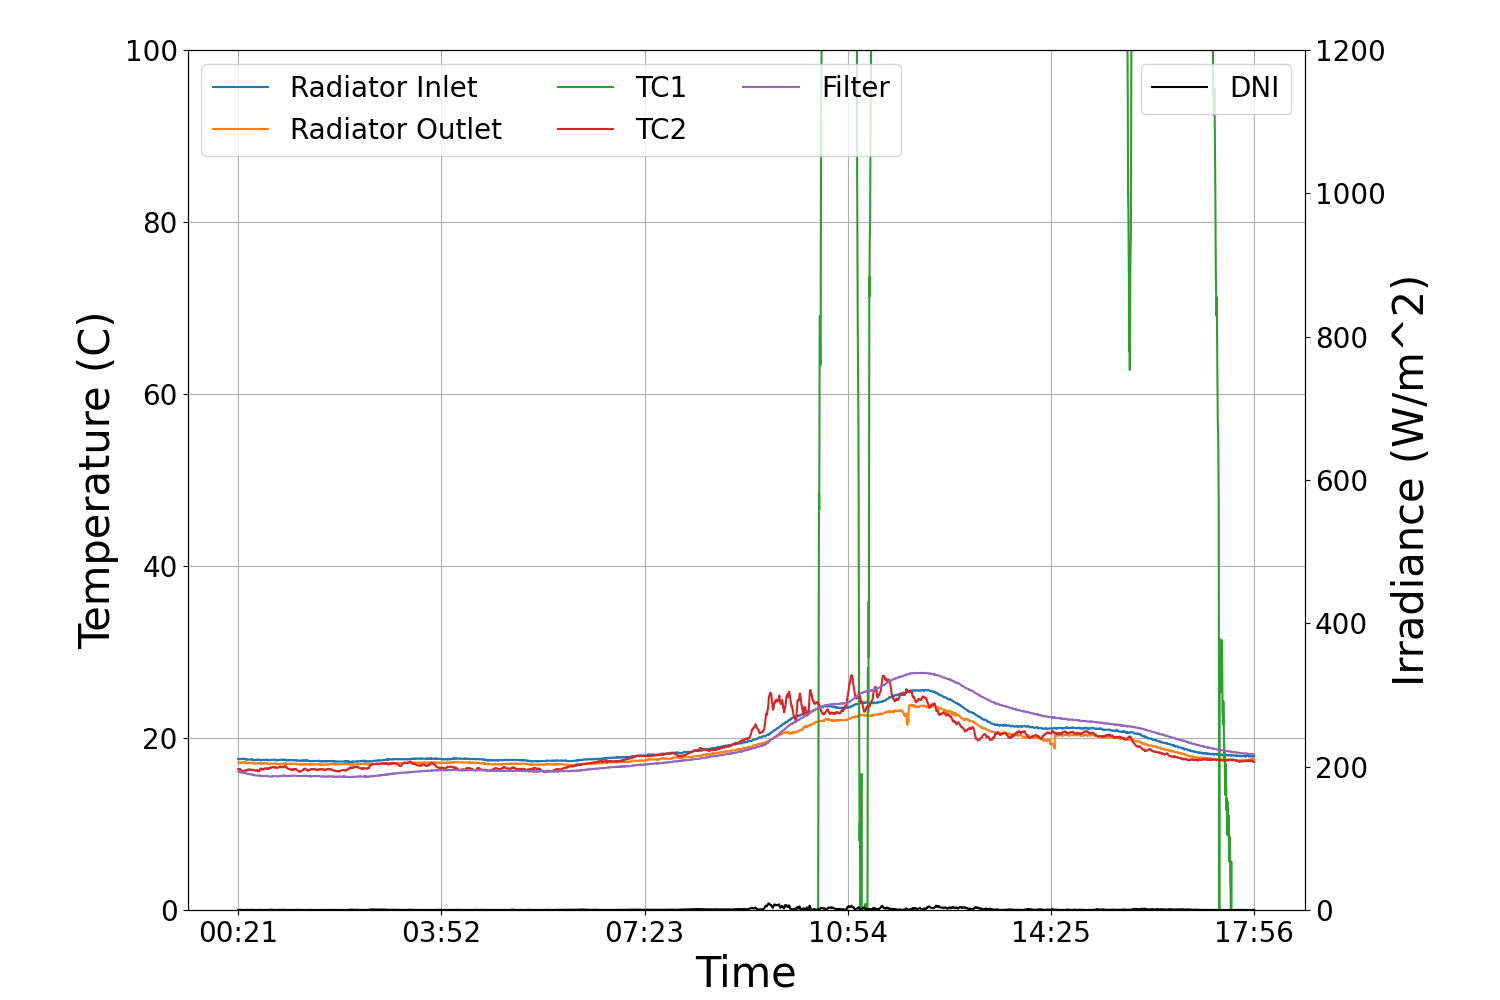 100
80
60
40
20
0
Temperature (C)
Radiator Inlet
Radiator Outlet
TC1
TC2
Filter
DNI
1200
1000
800
600
400
200
0
Irradiance (W/m^2)
00:21 03:52 07:23 10:54 14:25 17:56
Time